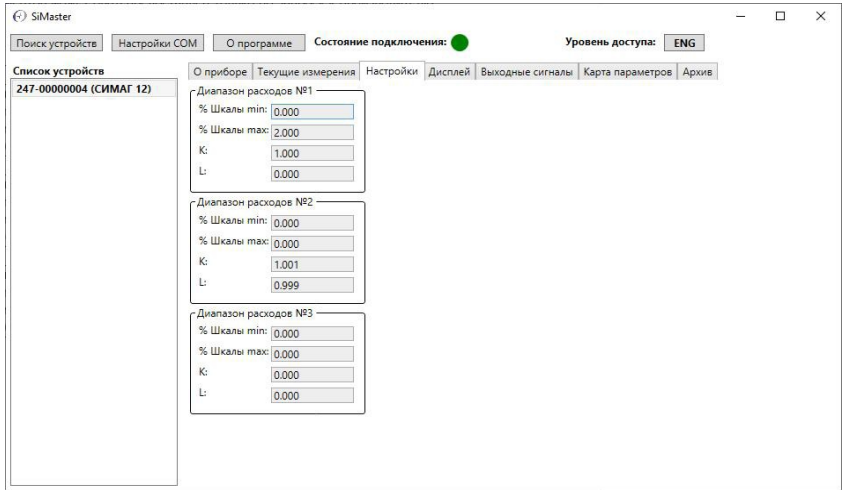 SiMaster
Поиск устройств Настройки COM О программе Состояние подключения: Уровень доступа: ENG
Список устройств
247-00000004 (СИМАГ 12)
О приборе Текущие измерения Настройки Дисплей Выходные сигналы Карта параметров Архив
Диапазон расходов №1
% Шкалы min: 0.000
% Шкалы max: 2.000
K: 1.000
L: 0.000
Диапазон расходов №2
% Шкалы min: 0.000
% Шкалы max: 0.000
K: 1.001
L: 0.999
Диапазон расходов №3
% Шкалы min: 0.000
% Шкалы max: 0.000
K: 0.000
L: 0.000